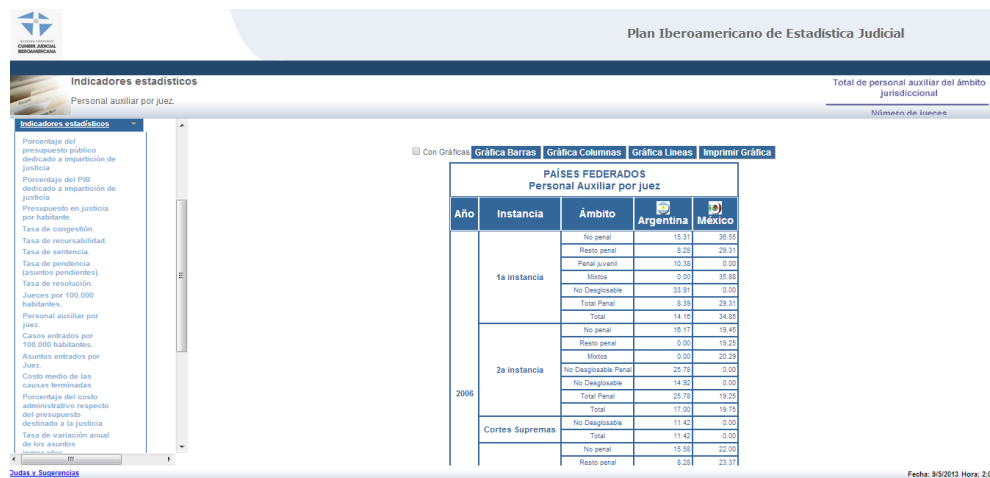 CUMBRE JUDICIAL
IBEROAMERICANA
Plan Iberoamericano de Estadística Judicial
Indicadores estadísticos
Personal auxiliar por juez.
Total de personal auxiliar del ámbito
jurisdiccional
Número de jueces
Indicadores estadísticos
Porcentaje del
presupuesto público
dedicado a impartición de
justicia
Porcentaje del PIB
dedicado a impartición de
justicia
Presupuesto en justicia
por habitante.
Tasa de congestión.
Tasa de recursabilidad.
Tasa de sentencia.
Tasa de pendencia
(asuntos pendientes).
Tasa de resolución.
Jueces por 100.000
habitantes.
Personal auxiliar por
juez.
Casos entrados por
100.000 habitantes.
Asuntos entrados por
Juez.
Costo medio de las
causas terminadas
Porcentaje del costo
administrativo respecto
del presupuesto
destinado a la justicia
Tasa de variación anual
de los asuntos
ingresados
Con Gráficas Gráfica Barras Gráfica Columnas Gráfica Lineas Imprimir Gráfica
PAÍSES FEDERADOS
Personal Auxiliar por juez
Año Instancia Ámbito Argentina México
2006
1a instancia
No penal 15.31 36.55
Resto penal 8.28 29.31
Penal juvenil 10.38 0.00
Mixtos 0.00 35.88
No Desglosable 33.91 0.00
Total Penal 8.39 29.31
Total 14.15 34.85
2a instancia
No penal 16.17 19.45
Resto penal 0.00 19.25
Mixtos 0.00 20.29
No Desglosable Penal 25.78 0.00
No Desglosable 14.92 0.00
Total Penal 25.78 19.25
Total 17.00 19.75
Cortes Supremas
No Desglosable 11.42 0.00
Total 11.42 0.00
No penal 15.58 22.00
Resto penal 8.28 23.37
Dudas y Sugerencias
Fecha: 9/5/2013 Hora: